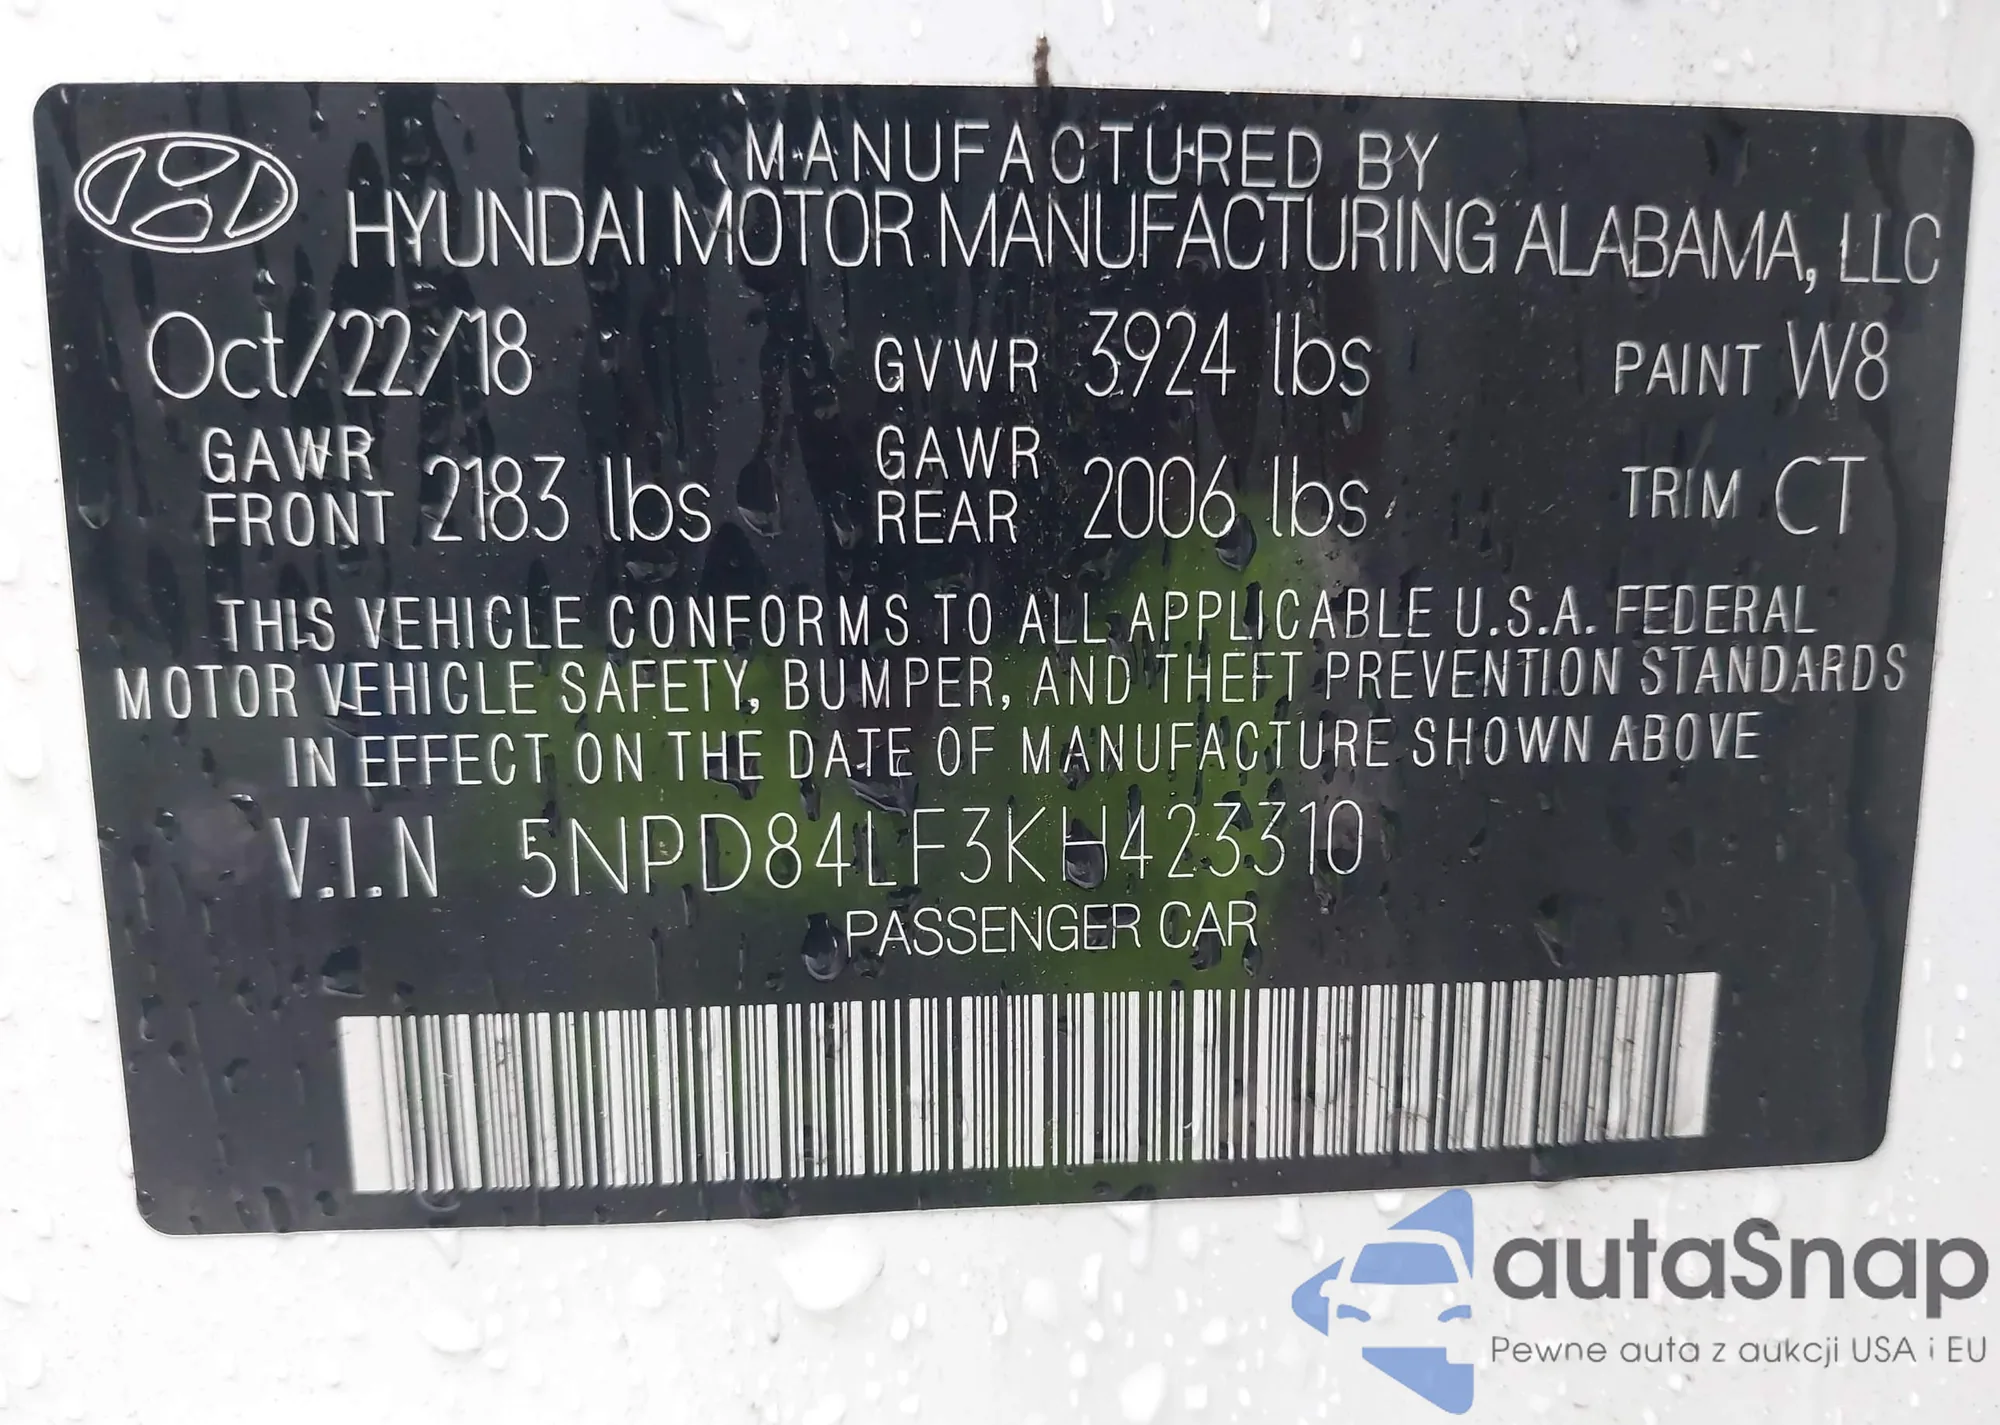 MANUFACTURED BY
HYUNDAI MOTOR MANUFACTURING ALABAMA, LLC
Oct/22/18 GVWR 3924 lbs PAINT W8
GAWR FRONT 2183 lbs GAWR REAR 2006 lbs TRIM CT
THIS VEHICLE CONFORMS TO ALL APPLICABLE U.S.A. FEDERAL
MOTOR VEHICLE SAFETY, BUMPER, AND THEFT PREVENTION STANDARDS
IN EFFECT ON THE DATE OF MANUFACTURE SHOWN ABOVE
V.I.N 5NPD84LF3KH423310
PASSENGER CAR
autaSnap
Pewne auta z aukcji USA i EU